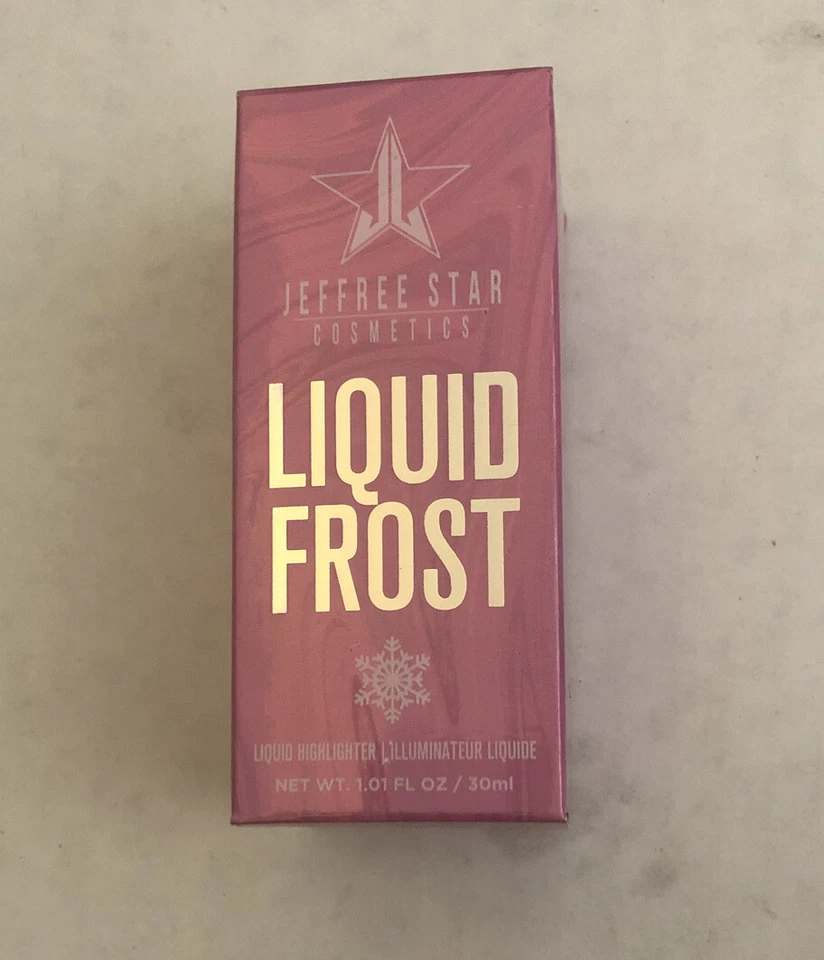 JEFFREE STAR
COSMETICS
LIQUID
FROST
LIQUID HIGHLIGHTER L'ILLUMINATEUR LIQUIDE
NET WT. 1.01 FL OZ / 30ml